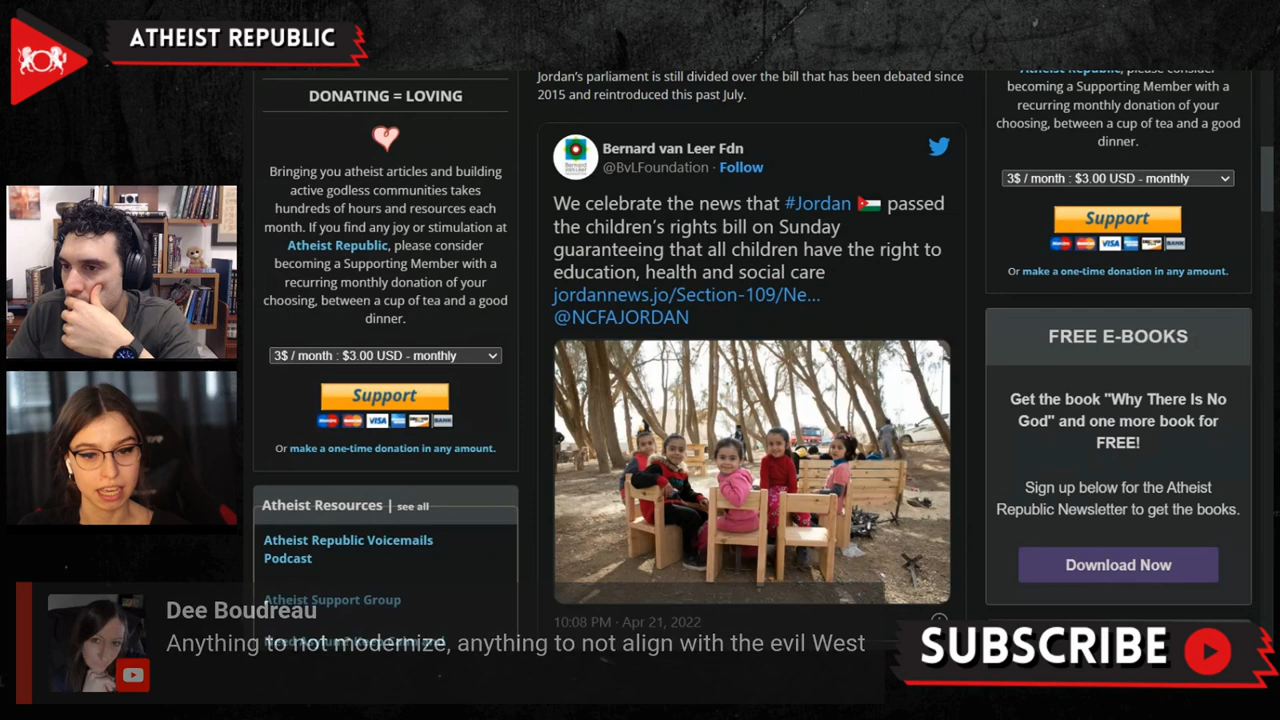 ATHEIST REPUBLIC
DONATING = LOVING
Bringing you atheist articles and building
active godless communities takes
hundreds of hours and resources each
month. If you find any joy or stimulation at
Atheist Republic, please consider
becoming a Supporting Member with a
recurring monthly donation of your
choosing, between a cup of tea and a good
dinner.
3$ / month : $3.00 USD - monthly
Support
VISA
BANK
Or make a one-time donation in any amount.
Atheist Resources | see all
Atheist Republic Voicemails
Podcast
Atheist Support Group
Jordan's parliament is still divided over the bill that has been debated since
2015 and reintroduced this past July.
Bernard van Leer Fdn
@BvLFoundation · Follow
We celebrate the news that #Jordan 🇯🇴 passed
the children's rights bill on Sunday
guaranteeing that all children have the right to
education, health and social care
jordannews.jo/Section-109/Ne...
@NCFAJORDAN
10:08 PM · Apr 21, 2022
Atheist Republic, please consider
becoming a Supporting Member with a
recurring monthly donation of your
choosing, between a cup of tea and a good
dinner.
3$ / month : $3.00 USD - monthly
Support
VISA
BANK
Or make a one-time donation in any amount.
FREE E-BOOKS
Get the book "Why There Is No
God" and one more book for
FREE!
Sign up below for the Atheist
Republic Newsletter to get the books.
Download Now
Dee Boudreau
Anything to not modernize, anything to not align with the evil West
SUBSCRIBE